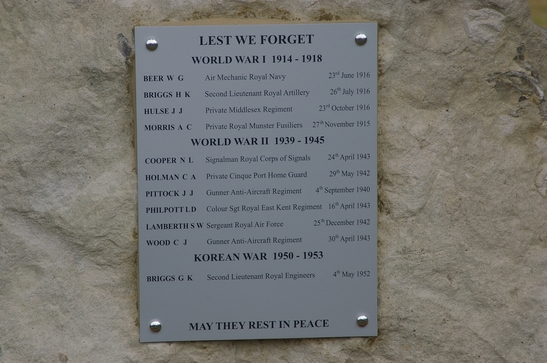 LEST WE FORGET
WORLD WAR I 1914 - 1918
BEER W G Air Mechanic Royal Navy 23rd June 1916
BRIGGS H K Second Lieutenant Royal Artillery 26th July 1916
HULSE J J Private Middlesex Regiment 23rd October 1916
MORRIS A C Private Royal Munster Fusiliers 27th November 1915
WORLD WAR II 1939 - 1945
COOPER N L Signalman Royal Corps of Signals 24th April 1943
HOLMAN C A Private Cinque Port Home Guard 29th May 1942
PITTOCK J J Gunner Anti-Aircraft Regiment 4th September 1940
PHILPOTT L D Colour Sgt Royal East Kent Regiment 16th April 1943
LAMBERTH S W Sergeant Royal Air Force 25th December 1942
WOOD C J Gunner Anti-Aircraft Regiment 30th April 1943
KOREAN WAR 1950 - 1953
BRIGGS G K Second Lieutenant Royal Engineers 4th May 1952
MAY THEY REST IN PEACE